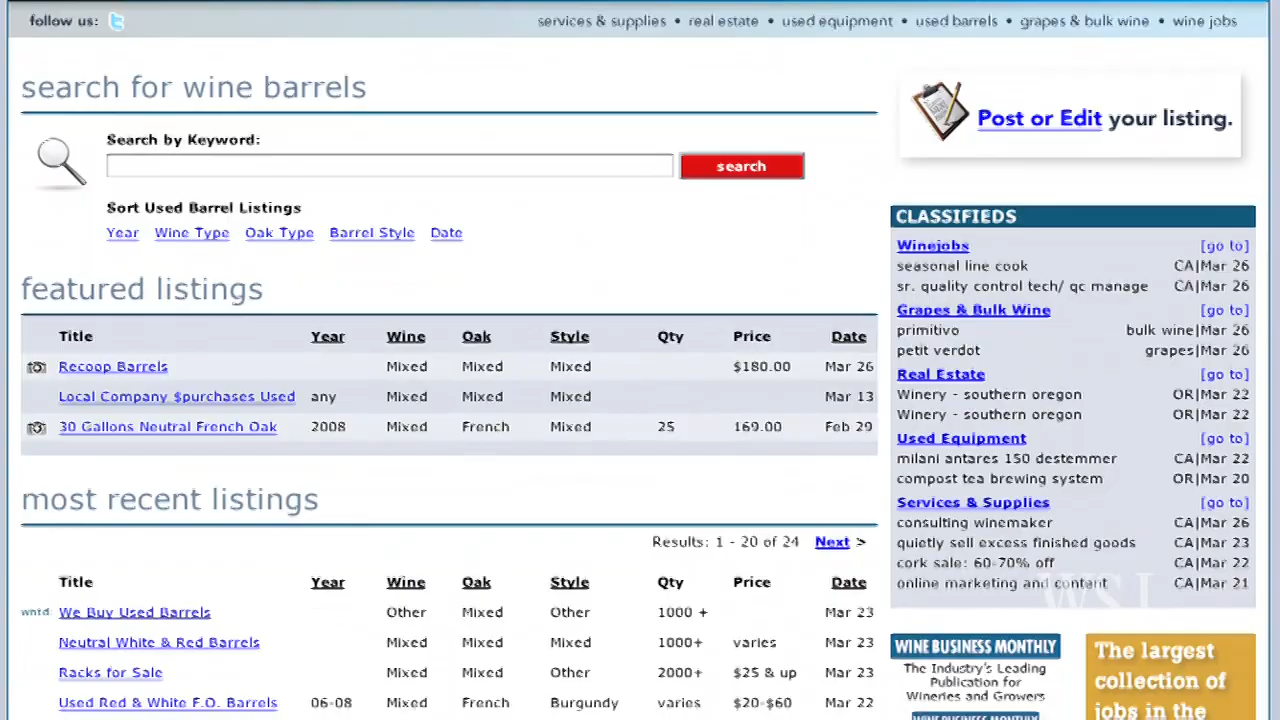 follow us:
services & supplies • real estate • used equipment • used barrels • grapes & bulk wine • wine jobs
search for wine barrels
Search by Keyword:
search
Sort Used Barrel Listings
Year Wine Type Oak Type Barrel Style Date
featured listings
Title Year Wine Oak Style Qty Price Date
Recoop Barrels Mixed Mixed Mixed $180.00 Mar 26
Local Company $purchases Used any Mixed Mixed Mixed Mar 13
30 Gallons Neutral French Oak 2008 Mixed French Mixed 25 169.00 Feb 29
most recent listings
Results: 1 - 20 of 24 Next >
Title Year Wine Oak Style Qty Price Date
wntd: We Buy Used Barrels Other Mixed Other 1000 + Mar 23
Neutral White & Red Barrels Mixed Mixed Mixed 1000+ varies Mar 23
Racks for Sale Mixed Mixed Other 2000+ $25 & up Mar 23
Used Red & White F.O. Barrels 06-08 Mixed French Burgundy varies $20-$60 Mar 22
Post or Edit your listing.
CLASSIFIEDS
Winejobs [go to]
seasonal line cook CA|Mar 26
sr. quality control tech/ qc manage CA|Mar 26
Grapes & Bulk Wine [go to]
primitivo bulk wine|Mar 26
petit verdot grapes|Mar 26
Real Estate [go to]
Winery - southern oregon OR|Mar 22
Winery - southern oregon OR|Mar 22
Used Equipment [go to]
milani antares 150 destemmer CA|Mar 22
compost tea brewing system OR|Mar 20
Services & Supplies [go to]
consulting winemaker CA|Mar 26
quietly sell excess finished goods CA|Mar 23
cork sale: 60-70% off CA|Mar 22
online marketing and content CA|Mar 21
WSJ
WINE BUSINESS MONTHLY
The Industry's Leading
Publication for
Wineries and Growers
WINE BUSINESS MONTHLY
The largest
collection of
jobs in the